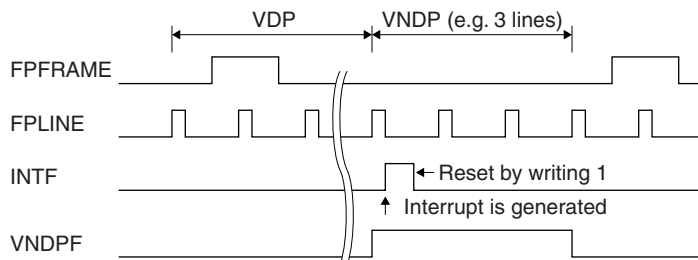 VDP VNDP (e.g. 3 lines)
FPFRAME
FPLINE
INTF
Reset by writing 1
Interrupt is generated
VNDPF